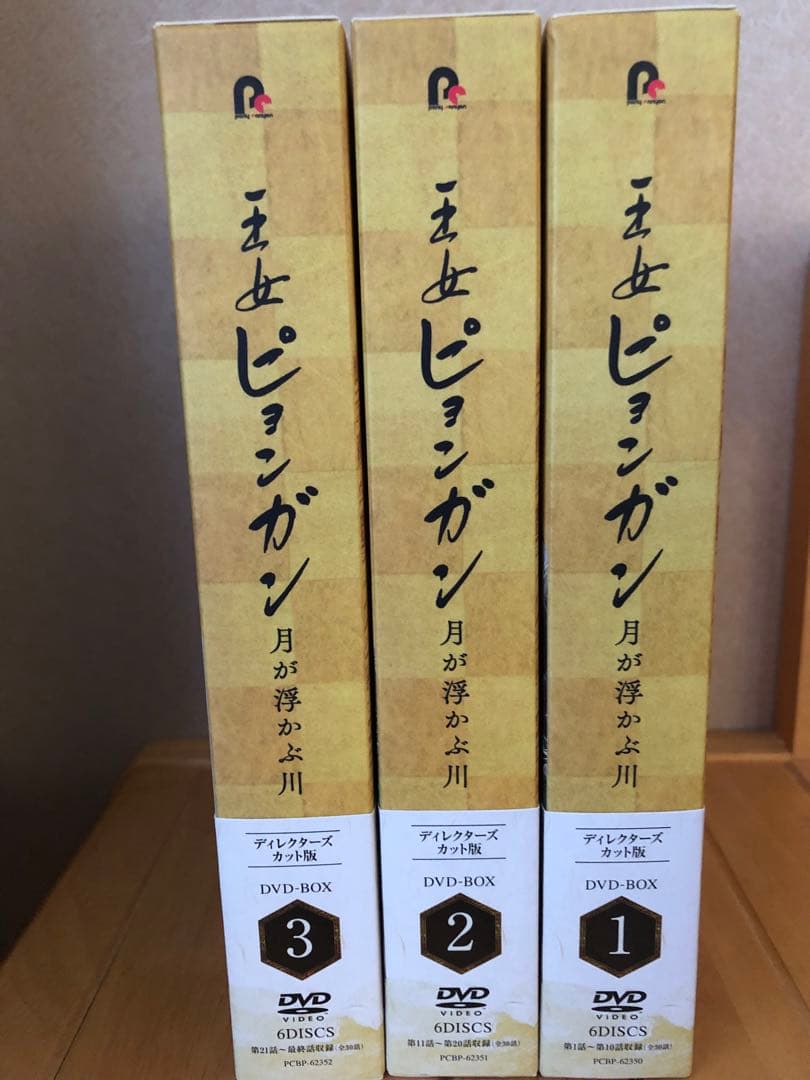 pony canyon
王女ピョンガン
月が浮かぶ川
ディレクターズ
カット版
DVD-BOX
3
DVD
VIDEO
6DISCS
第21話～最終話収録(全30話)
PCBP-62352
pony canyon
王女ピョンガン
月が浮かぶ川
ディレクターズ
カット版
DVD-BOX
2
DVD
VIDEO
6DISCS
第11話～第20話収録(全30話)
PCBP-62351
pony canyon
王女ピョンガン
月が浮かぶ川
ディレクターズ
カット版
DVD-BOX
1
DVD
VIDEO
6DISCS
第1話～第10話収録(全30話)
PCBP-62350